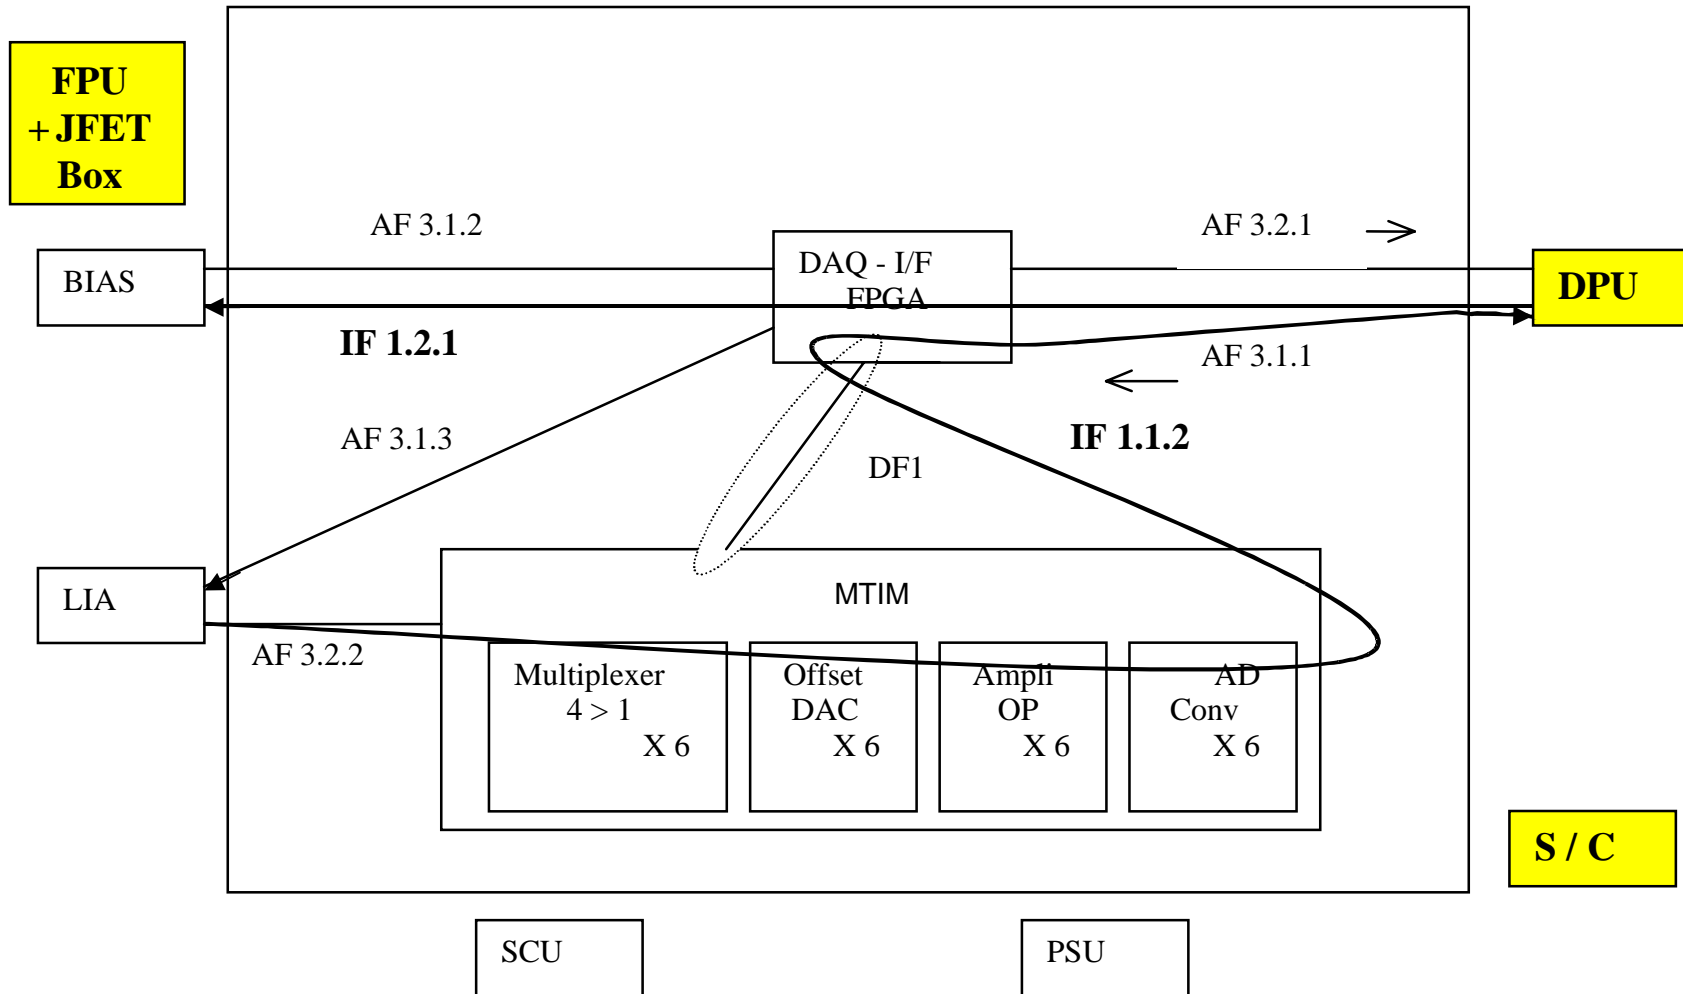 FPU
+ JFET
Box
AF 3.1.2
AF 3.2.1
BIAS
DAQ - I/F
FPGA
DPU
IF 1.2.1
AF 3.1.1
AF 3.1.3
IF 1.1.2
DF1
LIA
MTIM
AF 3.2.2
Multiplexer
4 > 1
X 6
Offset
DAC
X 6
Ampli
OP
X 6
AD
Conv
X 6
S / C
SCU
PSU